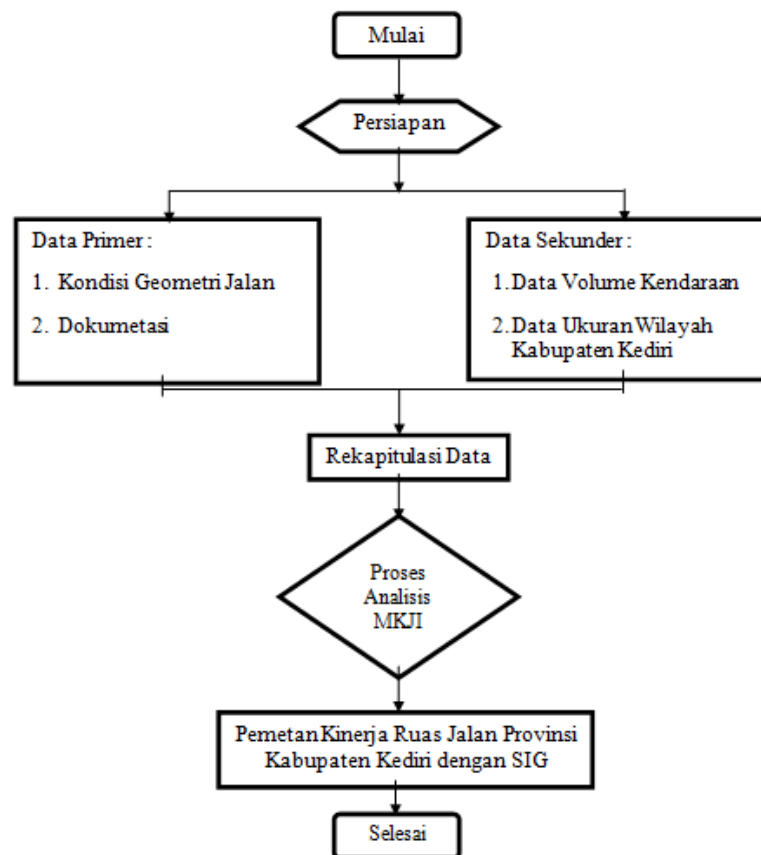 Mulai
Persiapan
Data Primer :
1. Kondisi Geometri Jalan
2. Dokumetasi
Data Sekunder :
1. Data Volume Kendaraan
2. Data Ukuran Wilayah
Kabupaten Kediri
Rekapitulasi Data
Proses
Analisis
MKJI
Pemetan Kinerja Ruas Jalan Provinsi
Kabupaten Kediri dengan SIG
Selesai